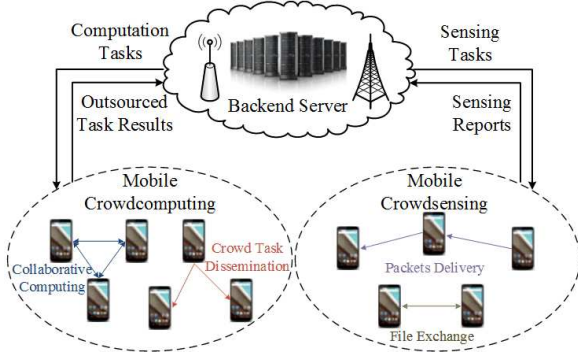 Computation
Tasks
Outsourced
Task Results
Backend Server
Sensing
Tasks
Sensing
Reports
Mobile
Crowdcomputing
Collaborative
Computing
Crowd Task
Dissemination
Mobile
Crowdsensing
Packets Delivery
File Exchange